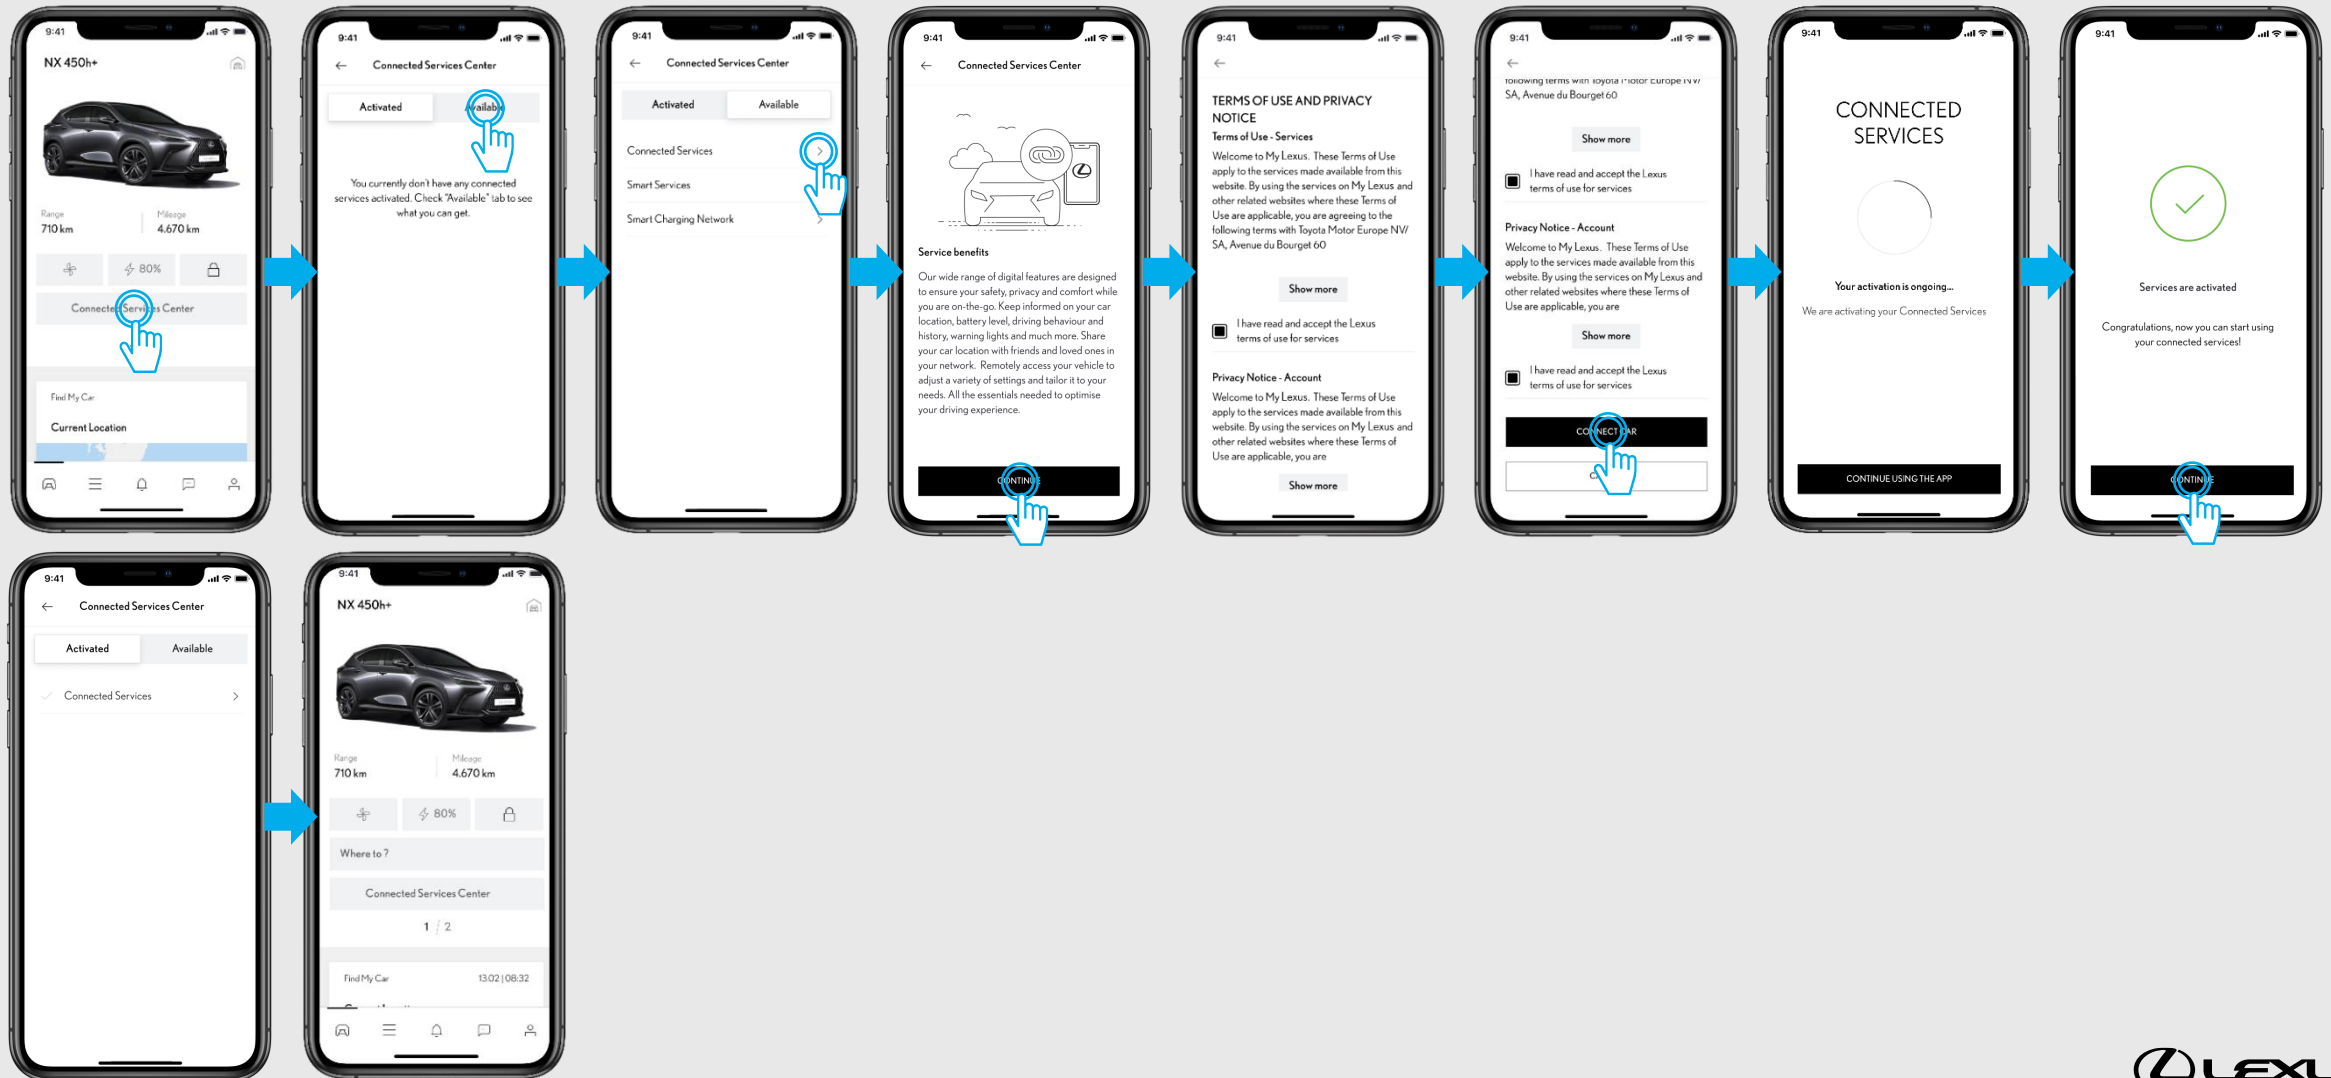 9:41
NX 450h+
Range
Mileage
710 km
4.670 km
80%
Connected Services Center
Find My Car
Current Location
9:41
Connected Services Center
Activated
Available
You currently don't have any connected
services activated. Check "Available" tab to see
what you can get.
9:41
Connected Services Center
Activated
Available
Connected Services
Smart Services
Smart Charging Network
9:41
Connected Services Center
Service benefits
Our wide range of digital features are designed
to ensure your safety, privacy and comfort while
you are on-the-go. Keep informed on your car
location, battery level, driving behaviour and
history, warning lights and much more. Share
your car location with friends and loved ones in
your network. Remotely access your vehicle to
adjust a variety of settings and tailor it to your
needs. All the essentials needed to optimise
your driving experience.
CONTINUE
9:41
TERMS OF USE AND PRIVACY
NOTICE
Terms of Use - Services
Welcome to My Lexus. These Terms of Use
apply to the services made available from this
website. By using the services on My Lexus and
other related websites where these Terms of
Use are applicable, you are agreeing to the
following terms with Toyota Motor Europe NV/
SA, Avenue du Bourget 60
Show more
I have read and accept the Lexus
terms of use for services
Privacy Notice - Account
Welcome to My Lexus. These Terms of Use
apply to the services made available from this
website. By using the services on My Lexus and
other related websites where these Terms of
Use are applicable, you are
Show more
9:41
following terms with Toyota Motor Europe NV/
SA, Avenue du Bourget 60
Show more
I have read and accept the Lexus
terms of use for services
Privacy Notice - Account
Welcome to My Lexus. These Terms of Use
apply to the services made available from this
website. By using the services on My Lexus and
other related websites where these Terms of
Use are applicable, you are
Show more
I have read and accept the Lexus
terms of use for services
CONNECT CAR
9:41
CONNECTED
SERVICES
Your activation is ongoing...
We are activating your Connected Services
CONTINUE USING THE APP
9:41
Services are activated
Congratulations, now you can start using
your connected services!
CONTINUE
9:41
Connected Services Center
Activated
Available
Connected Services
9:41
NX 450h+
Range
Mileage
710 km
4.670 km
80%
Where to ?
Connected Services Center
1 / 2
Find My Car
13.02 | 08:32
LEXU